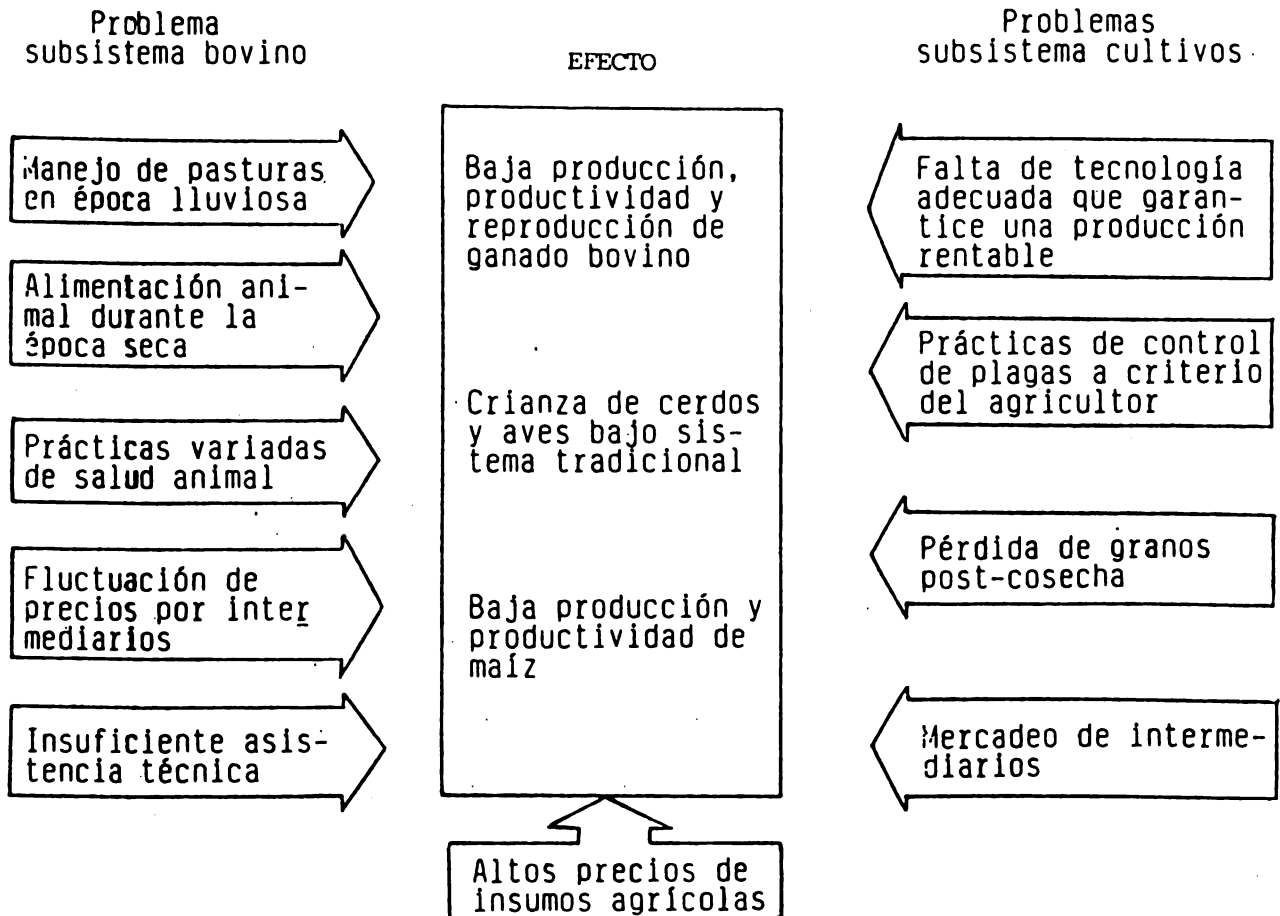 Problema
subsistema bovino
EFECTO
Problemas
subsistema cultivos
Manejo de pasturas
en época lluviosa
Alimentación ani-
mal durante la
época seca
Prácticas variadas
de salud animal
Fluctuación de
precios por inter
mediarios
Insuficiente asis-
tencia técnica
Baja producción,
productividad y
reproducción de
ganado bovino
Crianza de cerdos
y aves bajo sis-
tema tradicional
Baja producción y
productividad de
maíz
Falta de tecnología
adecuada que garan-
tice una producción
rentable
Prácticas de control
de plagas a criterio
del agricultor
Pérdida de granos
post-cosecha
Mercadeo de interme-
diarios
Altos precios de
insumos agrícolas